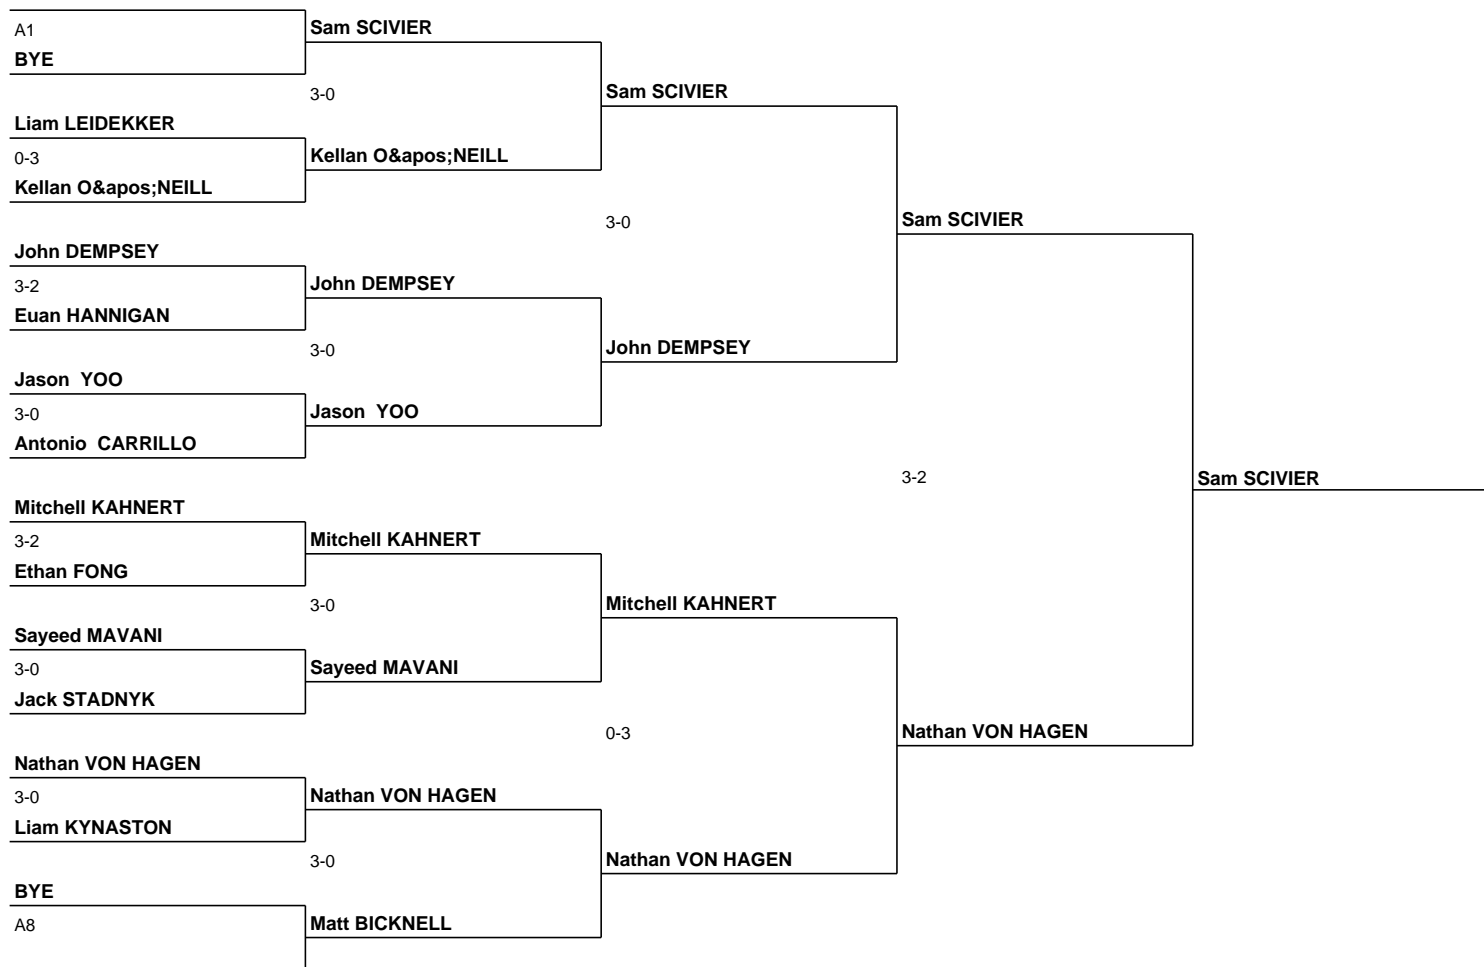 A1
BYE
Liam LEIDEKKER
0-3
Kellan O&apos;NEILL
John DEMPSEY
3-2
Euan HANNIGAN
Jason  YOO
3-0
Antonio  CARRILLO
Mitchell KAHNERT
3-2
Ethan FONG
Sayeed MAVANI
3-0
Jack STADNYK
Nathan VON HAGEN
3-0
Liam KYNASTON
BYE
A8
Sam SCIVIER
3-0
Kellan O&apos;NEILL
John DEMPSEY
3-0
Jason  YOO
Mitchell KAHNERT
3-0
Sayeed MAVANI
Nathan VON HAGEN
3-0
Matt BICKNELL
Sam SCIVIER
3-0
John DEMPSEY
Mitchell KAHNERT
0-3
Nathan VON HAGEN
Sam SCIVIER
3-2
Nathan VON HAGEN
Sam SCIVIER